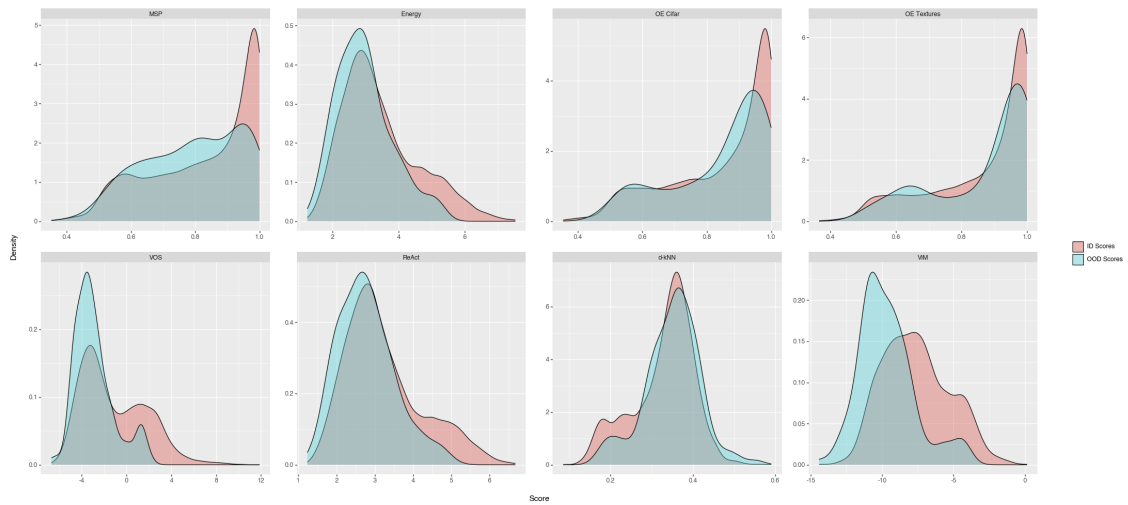 MSP
Energy
OE Cifar
OE Textures
5
4
3
2
1
0
0.4 0.6 0.8 1.0
0.5
0.4
0.3
0.2
0.1
0.0
2 4 6
4
2
0
0.4 0.6 0.8 1.0
6
4
2
0
0.4 0.6 0.8 1.0
Density
VOS
ReAct
d-kNN
VIM
0.2
0.1
0.0
-4 0 4 8 12
0.4
0.2
0.0
1 2 3 4 5 6
6
4
2
0
0.2 0.4 0.6
0.20
0.15
0.10
0.05
0.00
-15 -10 -5 0
Score
ID Scores
OOD Scores